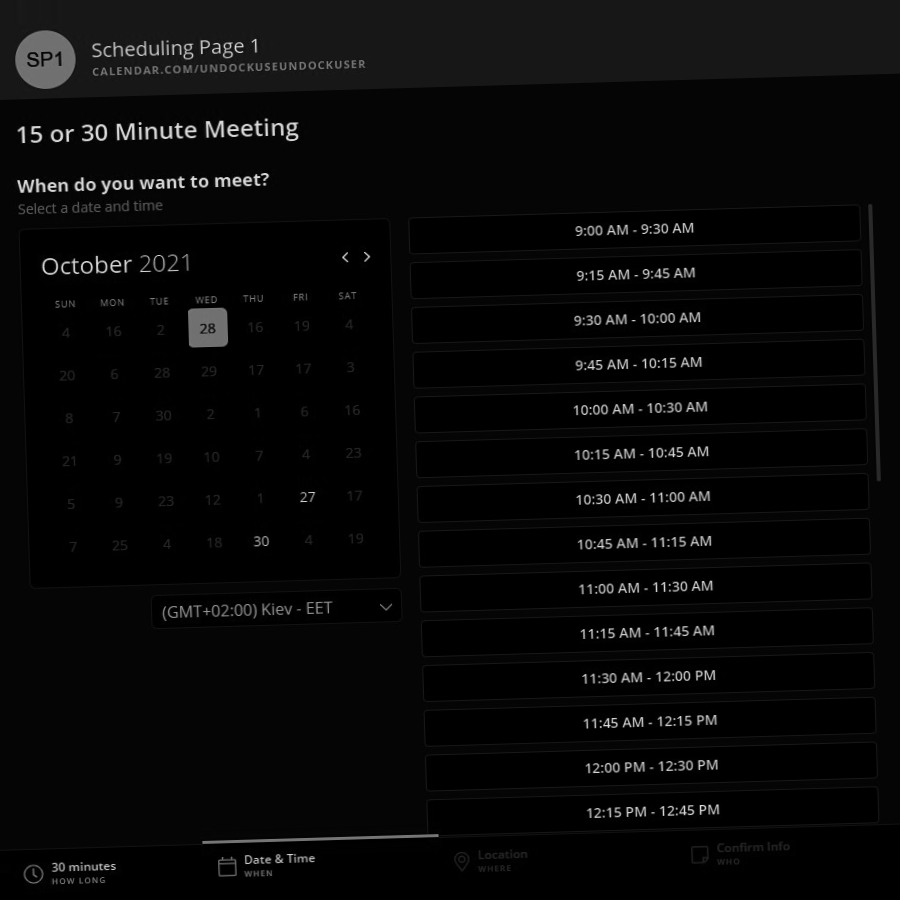 SP1
Scheduling Page 1
CALENDAR.COM/UNDOCKUSEUNDOCKUSER
15 or 30 Minute Meeting
When do you want to meet?
Select a date and time
October 2021
SUN MON TUE WED THU FRI SAT
4 16 2 28 16 19 4
20 6 28 29 17 17 3
8 7 30 2 1 6 16
21 9 19 10 7 4 23
5 9 23 12 1 27 17
7 25 4 18 30 4 19
(GMT+02:00) Kiev - EET
9:00 AM - 9:30 AM
9:15 AM - 9:45 AM
9:30 AM - 10:00 AM
9:45 AM - 10:15 AM
10:00 AM - 10:30 AM
10:15 AM - 10:45 AM
10:30 AM - 11:00 AM
10:45 AM - 11:15 AM
11:00 AM - 11:30 AM
11:15 AM - 11:45 AM
11:30 AM - 12:00 PM
11:45 AM - 12:15 PM
12:00 PM - 12:30 PM
12:15 PM - 12:45 PM
30 minutes
HOW LONG
Date & Time
WHEN
Location
WHERE
Confirm Info
WHO